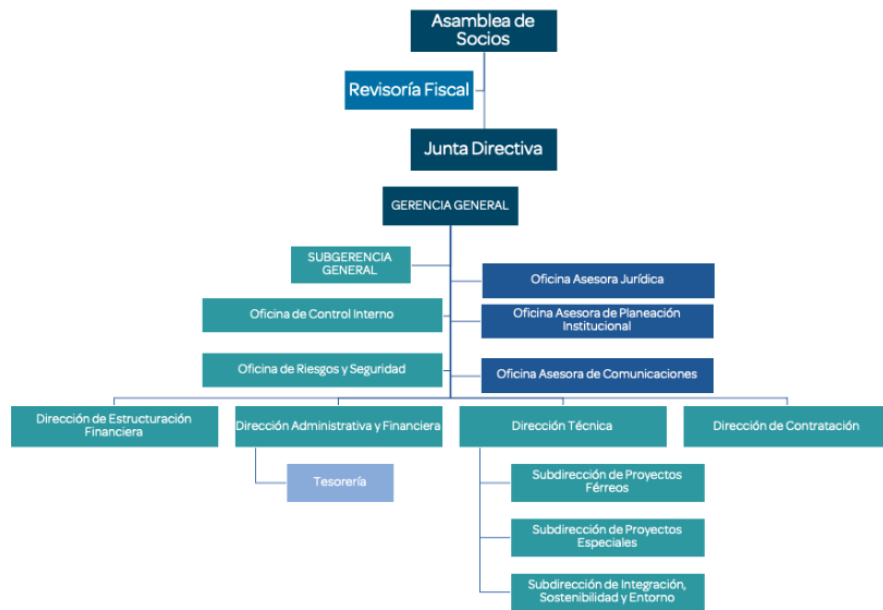 Asamblea de
Socios
Revisoría Fiscal
Junta Directiva
GERENCIA GENERAL
SUBGERENCIA
GENERAL
Oficina Asesora Jurídica
Oficina de Control Interno
Oficina Asesora de Planeación
Institucional
Oficina de Riesgos y Seguridad
Oficina Asesora de Comunicaciones
Dirección de Estructuración
Financiera
Dirección Administrativa y Financiera
Dirección Técnica
Dirección de Contratación
Tesorería
Subdirección de Proyectos
Férreos
Subdirección de Proyectos
Especiales
Subdirección de Integración,
Sostenibilidad y Entorno